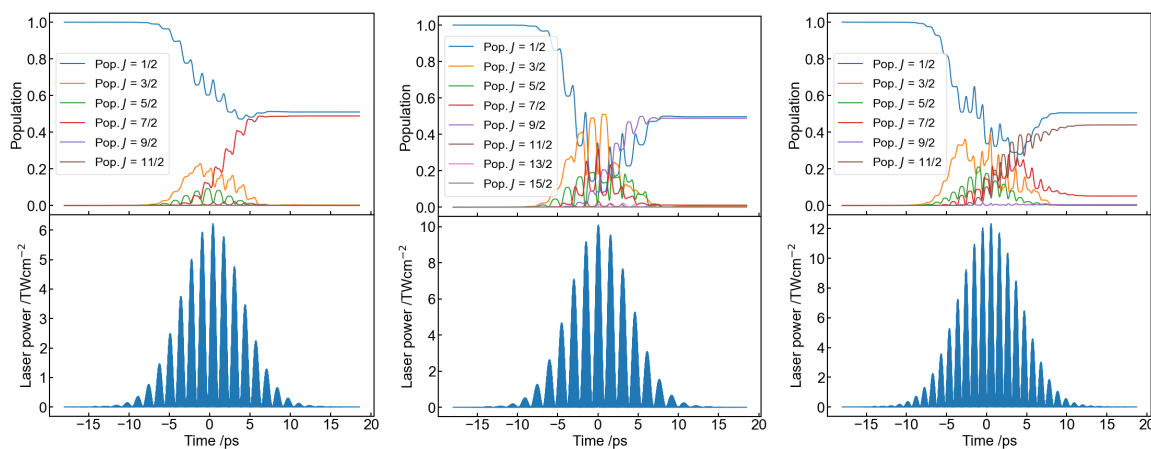 1.0
0.8
0.6
0.4
0.2
0.0
Population
Pop. J = 1/2
Pop. J = 3/2
Pop. J = 5/2
Pop. J = 7/2
Pop. J = 9/2
Pop. J = 11/2
6
5
4
3
2
1
0
Laser power /TWcm⁻²
−15 −10 −5 0 5 10 15 20
Time /ps
1.0
0.8
0.6
0.4
0.2
0.0
Population
Pop. J = 1/2
Pop. J = 3/2
Pop. J = 5/2
Pop. J = 7/2
Pop. J = 9/2
Pop. J = 11/2
Pop. J = 13/2
Pop. J = 15/2
10
8
6
4
2
0
Laser power /TWcm⁻²
−15 −10 −5 0 5 10 15 20
Time /ps
1.0
0.8
0.6
0.4
0.2
0.0
Population
Pop. J = 1/2
Pop. J = 3/2
Pop. J = 5/2
Pop. J = 7/2
Pop. J = 9/2
Pop. J = 11/2
12
10
8
6
4
2
0
Laser power /TWcm⁻²
−15 −10 −5 0 5 10 15 20
Time /ps